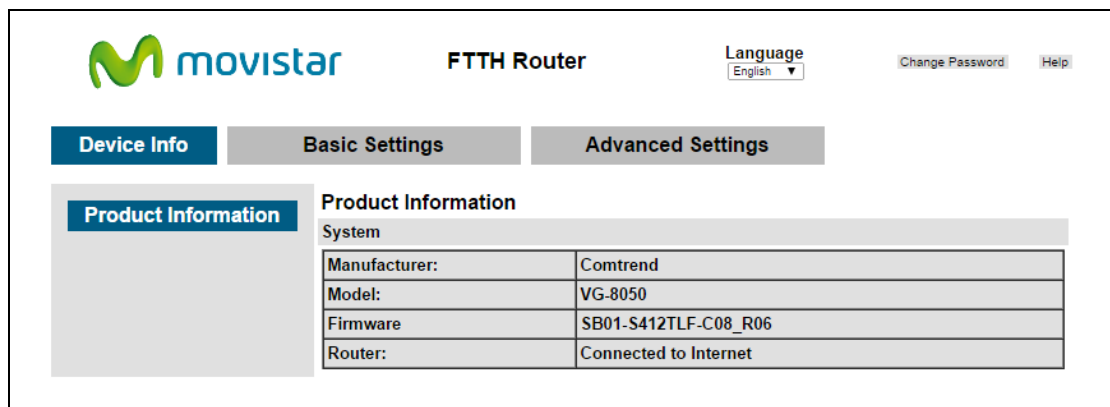 movistar FTTH Router Language
English ▼ Change Password Help
Device Info Basic Settings Advanced Settings
Product Information
Product Information
System
Manufacturer: Comtrend
Model: VG-8050
Firmware SB01-S412TLF-C08_R06
Router: Connected to Internet